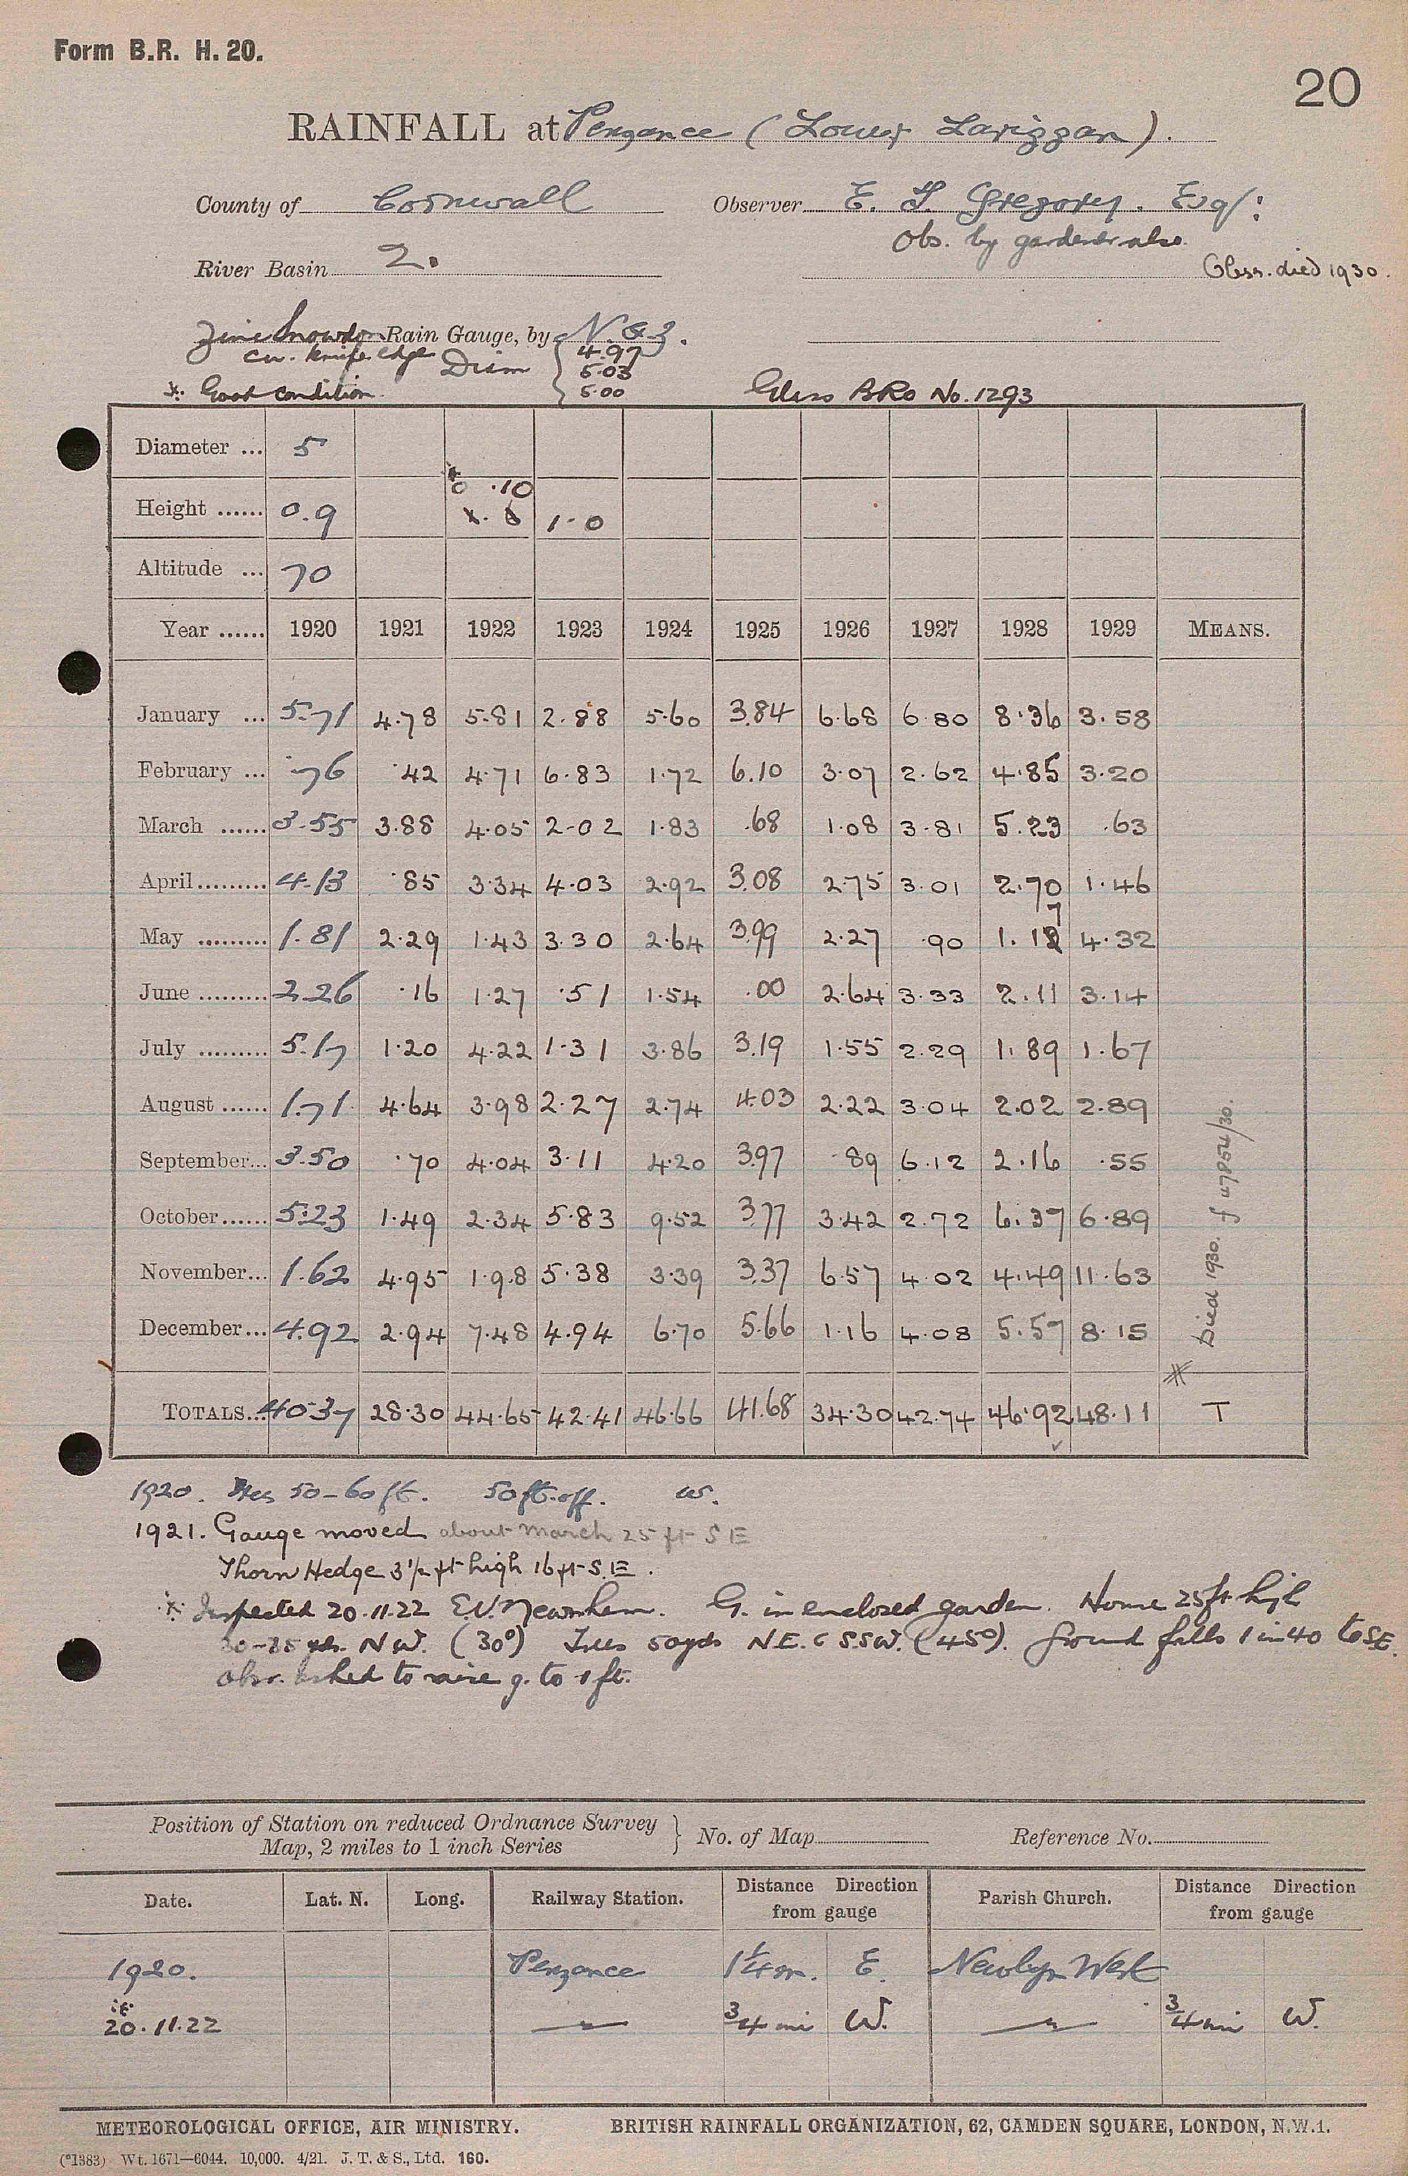 Form B.R. H. 20.
20
RAINFALL at Penzance (Lower Larizzan).
County of Cornwall Observer E. T. Gregory. Esq:
Obs. by gardener also.
River Basin 2. Obsr. died 1930.
Zinc Snowdon Rain Gauge, by N & Z.
Cu. knife edge Diam { 4.97
5.03
* Good condition. 5.00 Glass BRO No. 1293
Diameter ... 5
0 .10
Height ...... 0.9 1.6 1.0
Altitude ... 70
Year ...... 1920 1921 1922 1923 1924 1925 1926 1927 1928 1929 MEANS.
January ... 5.71 4.78 5.81 2.88 5.60 3.84 6.68 6.80 8.36 3.58
February ... .76 .42 4.71 6.83 1.72 6.10 3.07 2.62 4.85 3.20
March ...... 3.55 3.88 4.05 2.02 1.83 .68 1.08 3.81 5.23 .63
April ......... 4.13 .85 3.34 4.03 2.92 3.08 2.75 3.01 2.70 1.46
May ......... 1.81 2.29 1.43 3.30 2.64 3.99 2.27 .90 1.17 4.32
June ......... 2.26 .16 1.27 .51 1.54 .00 2.64 3.33 2.11 3.14
July ......... 5.17 1.20 4.22 1.31 3.86 3.19 1.55 2.29 1.89 1.67
August ...... 1.71 4.64 3.98 2.27 2.74 4.03 2.22 3.04 2.02 2.89
September... 3.50 .70 4.04 3.11 4.20 3.97 .89 6.12 2.16 .55
October...... 5.23 1.49 2.34 5.83 9.52 3.77 3.42 2.72 6.37 6.89
November... 1.62 4.95 1.98 5.38 3.39 3.37 6.57 4.02 4.49 11.63
December... 4.92 2.94 7.48 4.94 6.70 5.66 1.16 4.08 5.57 8.15
* Died 1930. f 47854/30.
TOTALS... 40.37 28.30 44.65 42.41 46.66 41.68 34.30 42.74 46.92 48.11 T
1920. Trees 50-60 ft. 50 ft. off. W.
1921. Gauge moved about March 25 ft S E
Thorn Hedge 3 1/2 ft high 16 ft S.E.
* Inspected 20.11.22 E.V. Newnham. G. in enclosed garden. House 25 ft high
30-35 yds. N W. (30°) Trees 50 yds N.E. & S.SW. (45°). Ground falls 1 in 40 to SE.
Obsr. asked to raise g. to 1 ft.
Position of Station on reduced Ordnance Survey
Map, 2 miles to 1 inch Series } No. of Map Reference No.
Date. Lat. N. Long. Railway Station. Distance Direction from gauge Parish Church. Distance Direction from gauge
1920. Penzance 1 1/4 m. E. Newlyn West
* 20.11.22 — " — 3/4 mi W. — " — 3/4 mi W.
METEOROLOGICAL OFFICE, AIR MINISTRY. BRITISH RAINFALL ORGANIZATION, 62, CAMDEN SQUARE, LONDON, N.W.1.
(*1383) Wt. 1671—6044. 10,000. 4/21. J. T. & S., Ltd. 160.